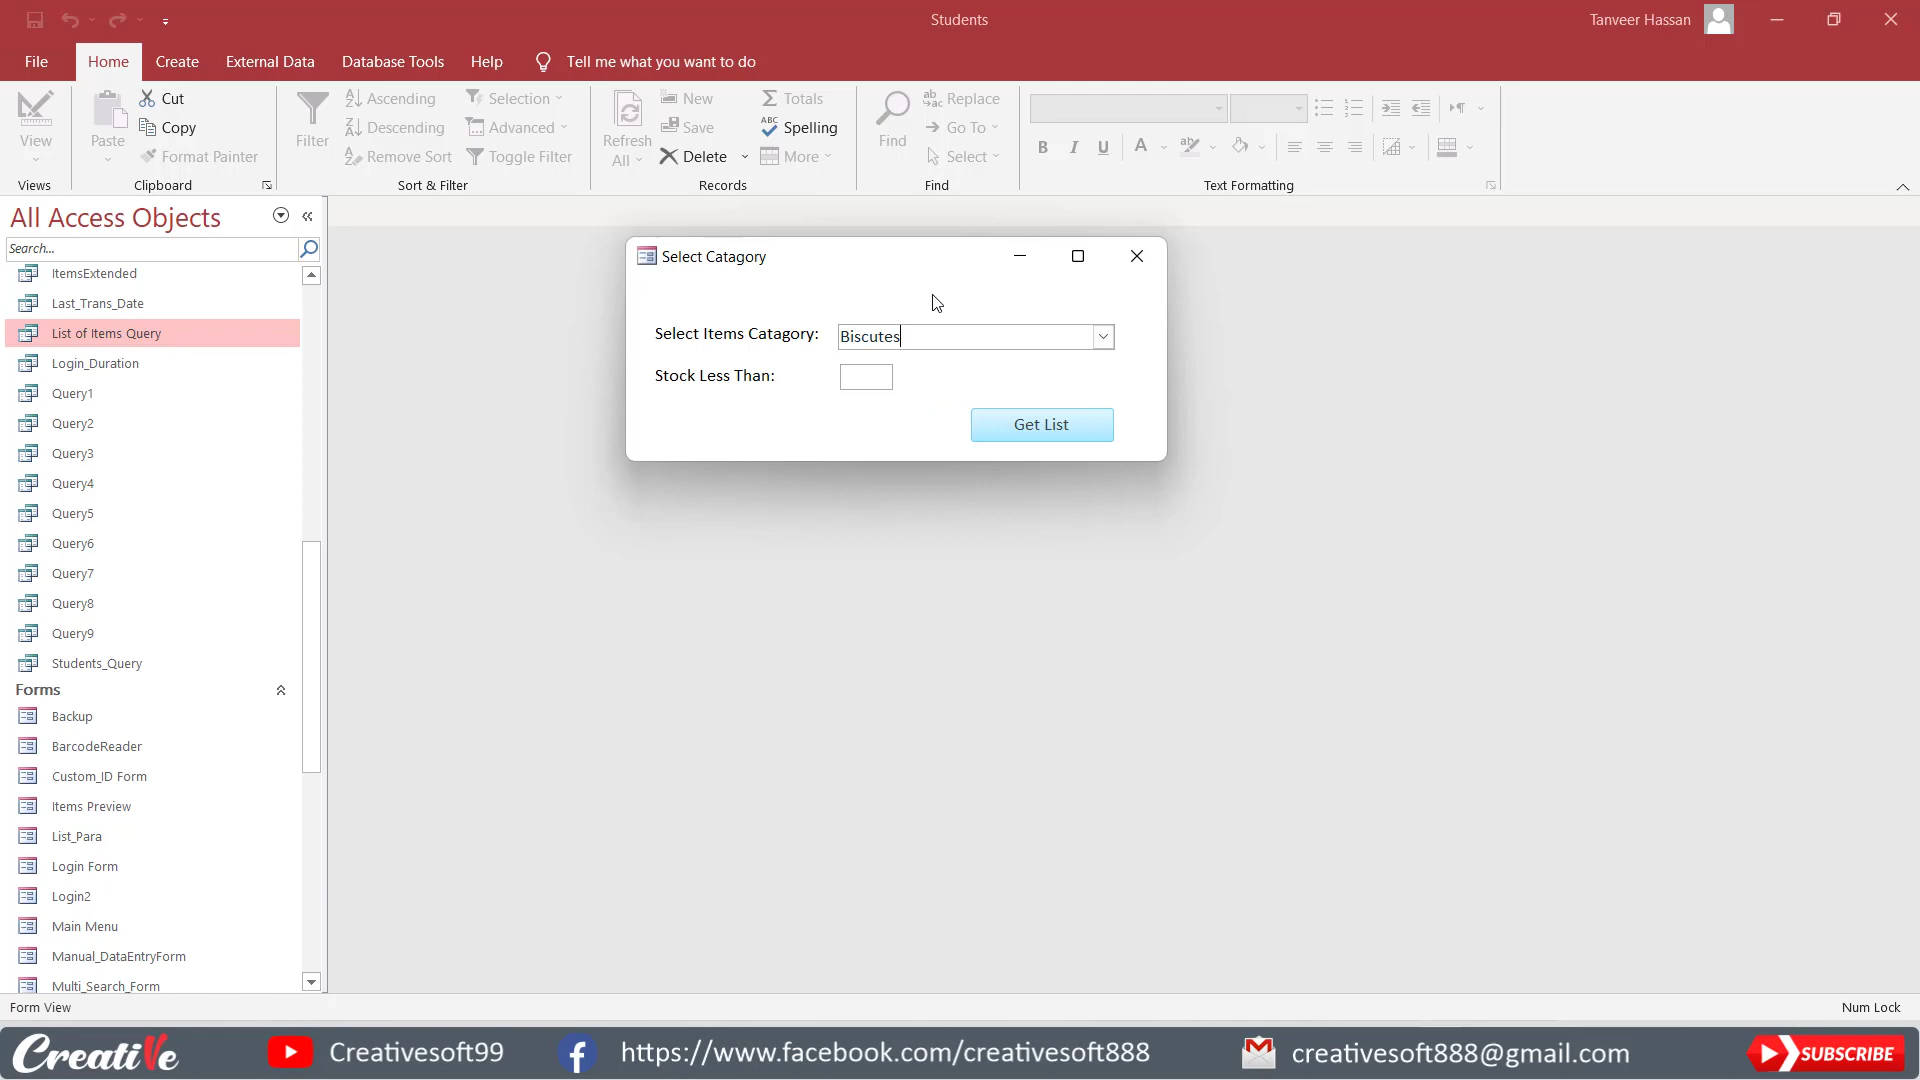 Students
Tanveer Hassan
File
Home
Create
External Data
Database Tools
Help
Tell me what you want to do
View
Views
Paste
Cut
Copy
Format Painter
Clipboard
Filter
Ascending
Descending
Remove Sort
Selection
Advanced
Toggle Filter
Sort & Filter
Refresh
All
New
Save
Delete
Totals
Spelling
More
Records
Find
Replace
Go To
Select
Find
B I U A
Text Formatting
All Access Objects
Search...
ItemsExtended
Last_Trans_Date
List of Items Query
Login_Duration
Query1
Query2
Query3
Query4
Query5
Query6
Query7
Query8
Query9
Students_Query
Forms
Backup
BarcodeReader
Custom_ID Form
Items Preview
List_Para
Login Form
Login2
Main Menu
Manual_DataEntryForm
Multi_Search_Form
Select Catagory
Select Items Catagory:
Biscutes
Stock Less Than:
Get List
Form View
Num Lock
CreatiVe
Creativesoft99
https://www.facebook.com/creativesoft888
creativesoft888@gmail.com
SUBSCRIBE